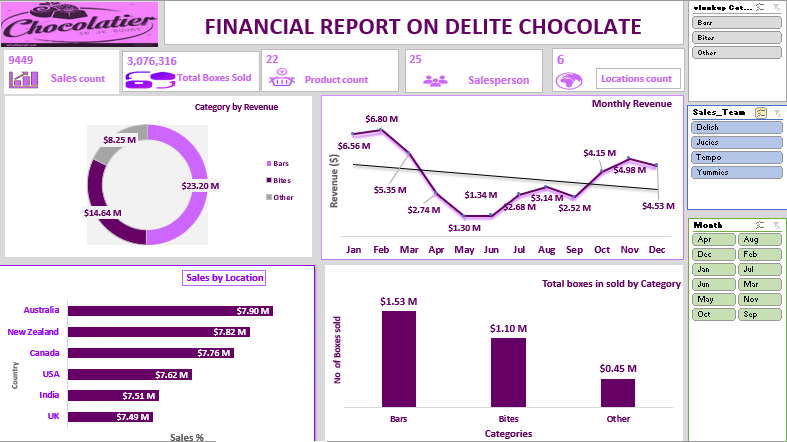 Chocolatier
FINANCIAL REPORT ON DELITE CHOCOLATE
9449
Sales count
3,076,316
Total Boxes Sold
22
Product count
25
Salesperson
6
Locations count
Category by Revenue
$8.25 M
$23.20 M
$14.64 M
Bars
Bites
Other
Monthly Revenue
Revenue ($)
$6.56 M
$6.80 M
$5.35 M
$2.74 M
$1.30 M
$1.34 M
$2.68 M
$3.14 M
$2.52 M
$4.15 M
$4.98 M
$4.53 M
Jan Feb Mar Apr May Jun Jul Aug Sep Oct Nov Dec
Sales by Location
Country
Australia $7.90 M
New Zealand $7.82 M
Canada $7.76 M
USA $7.62 M
India $7.51 M
UK $7.49 M
Sales %
Total boxes in sold by Category
No of Boxes sold
$1.53 M
$1.10 M
$0.45 M
Bars Bites Other
Categories
vlookup Cat...
Bars
Bites
Other
Sales_Team
Delish
Jucies
Tempo
Yummies
Month
Apr Aug
Dec Feb
Jan Jul
Jun Mar
May Nov
Oct Sep